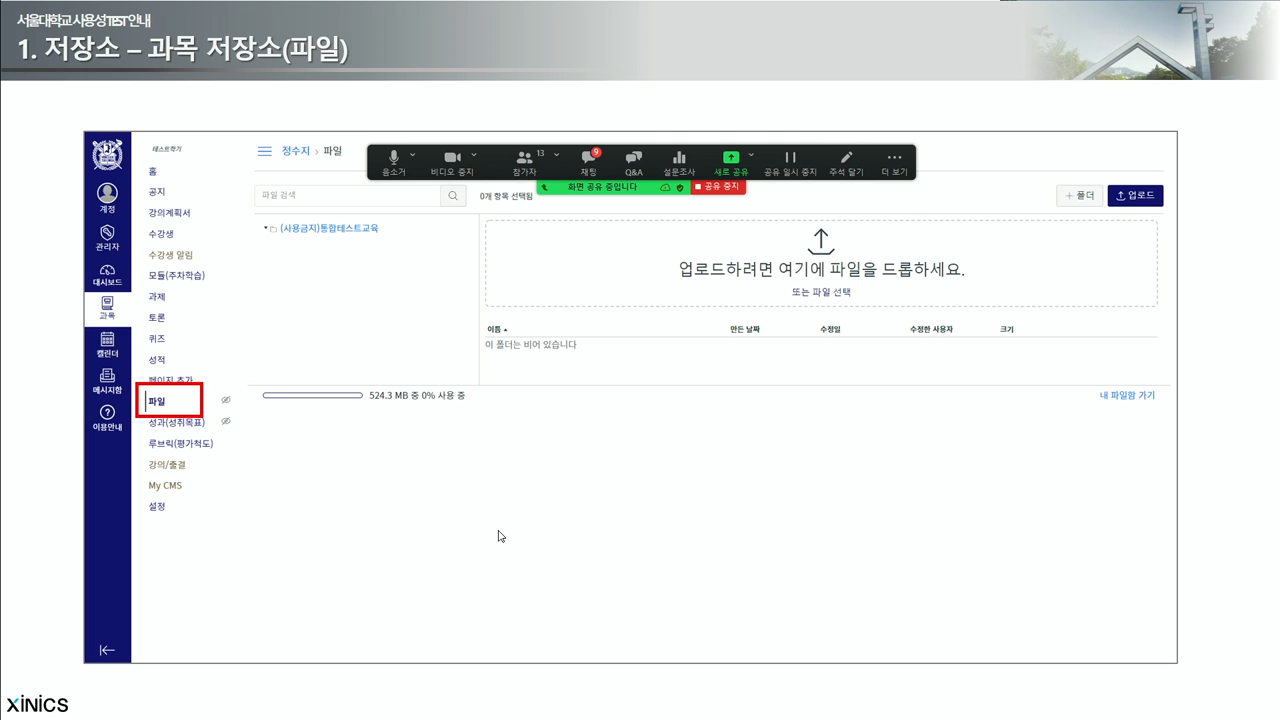 서울대학교 사용성 TEST 안내
1. 저장소 – 과목 저장소(파일)
계정
관리자
대시보드
과목
캘린더
메시지함
이용안내
테스트학기
홈
공지
강의계획서
수강생
수강생 알림
모듈(주차학습)
과제
토론
퀴즈
성적
페이지 추가
파일
성과(성취목표)
루브릭(평가척도)
강의/출결
My CMS
설정
정수지 › 파일
음소거
비디오 중지
13
참가자
9
채팅
Q&A
설문조사
새로 공유
공유 일시 중지
주석 달기
더 보기
화면 공유 중입니다
공유 중지
파일 검색
0개 항목 선택됨
+ 폴더
업로드
(사용금지)통합테스트교육
업로드하려면 여기에 파일을 드롭하세요.
또는 파일 선택
이름 만든 날짜 수정일 수정한 사용자 크기
이 폴더는 비어 있습니다
524.3 MB 중 0% 사용 중
내 파일함 가기
XINICS